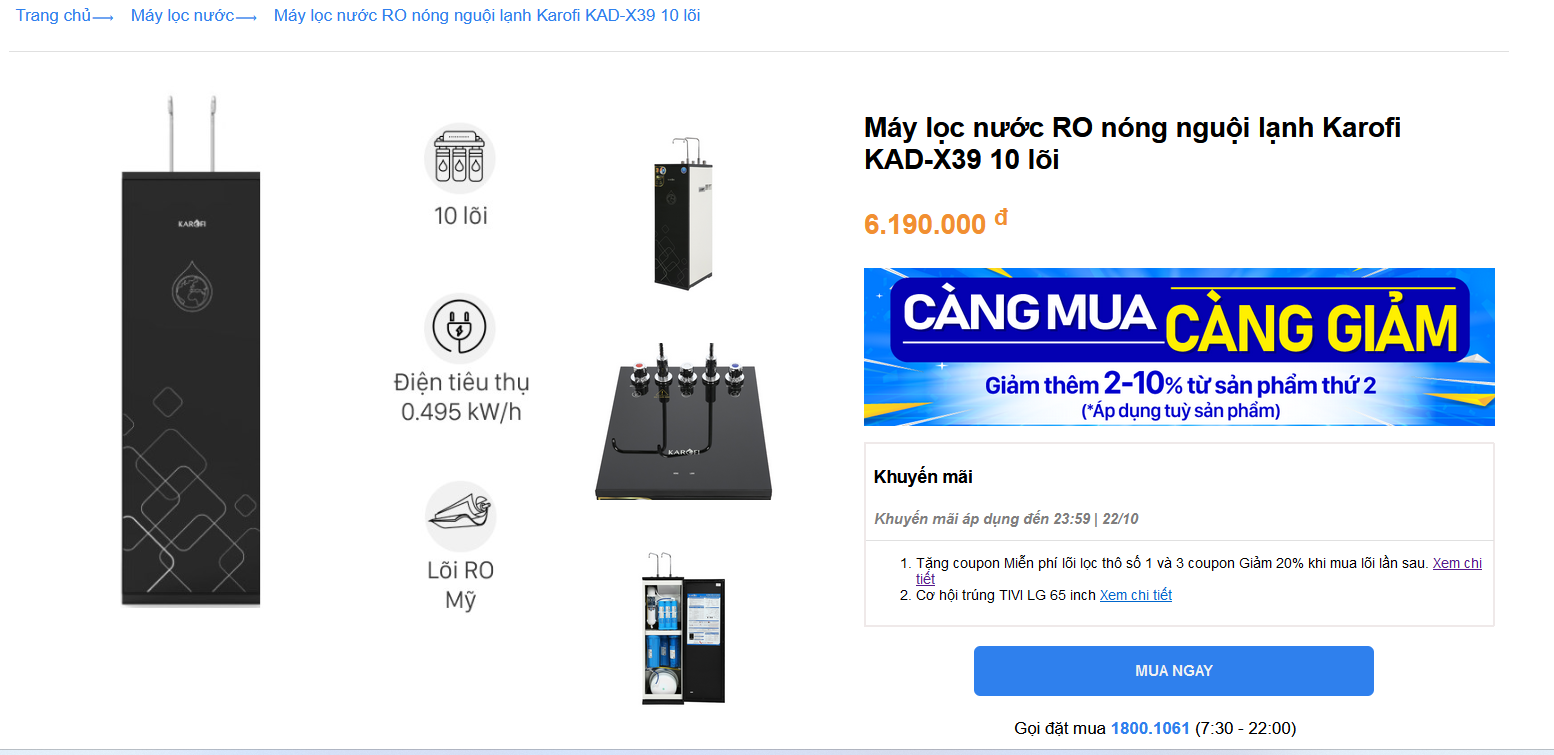 Trang chủ⟶ Máy lọc nước⟶ Máy lọc nước RO nóng nguội lạnh Karofi KAD-X39 10 lõi
KAROFI
10 lõi
Điện tiêu thụ
0.495 kW/h
Lõi RO
Mỹ
KAROFI
Máy lọc nước RO nóng nguội lạnh Karofi
KAD-X39 10 lõi
6.190.000 ₫
CÀNG MUA CÀNG GIẢM
Giảm thêm 2-10% từ sản phẩm thứ 2
(*Áp dụng tuỳ sản phẩm)
Khuyến mãi
Khuyến mãi áp dụng đến 23:59 | 22/10
1. Tặng coupon Miễn phí lõi lọc thô số 1 và 3 coupon Giảm 20% khi mua lõi lần sau. Xem chi
tiết
2. Cơ hội trúng TIVI LG 65 inch Xem chi tiết
MUA NGAY
Gọi đặt mua 1800.1061 (7:30 - 22:00)